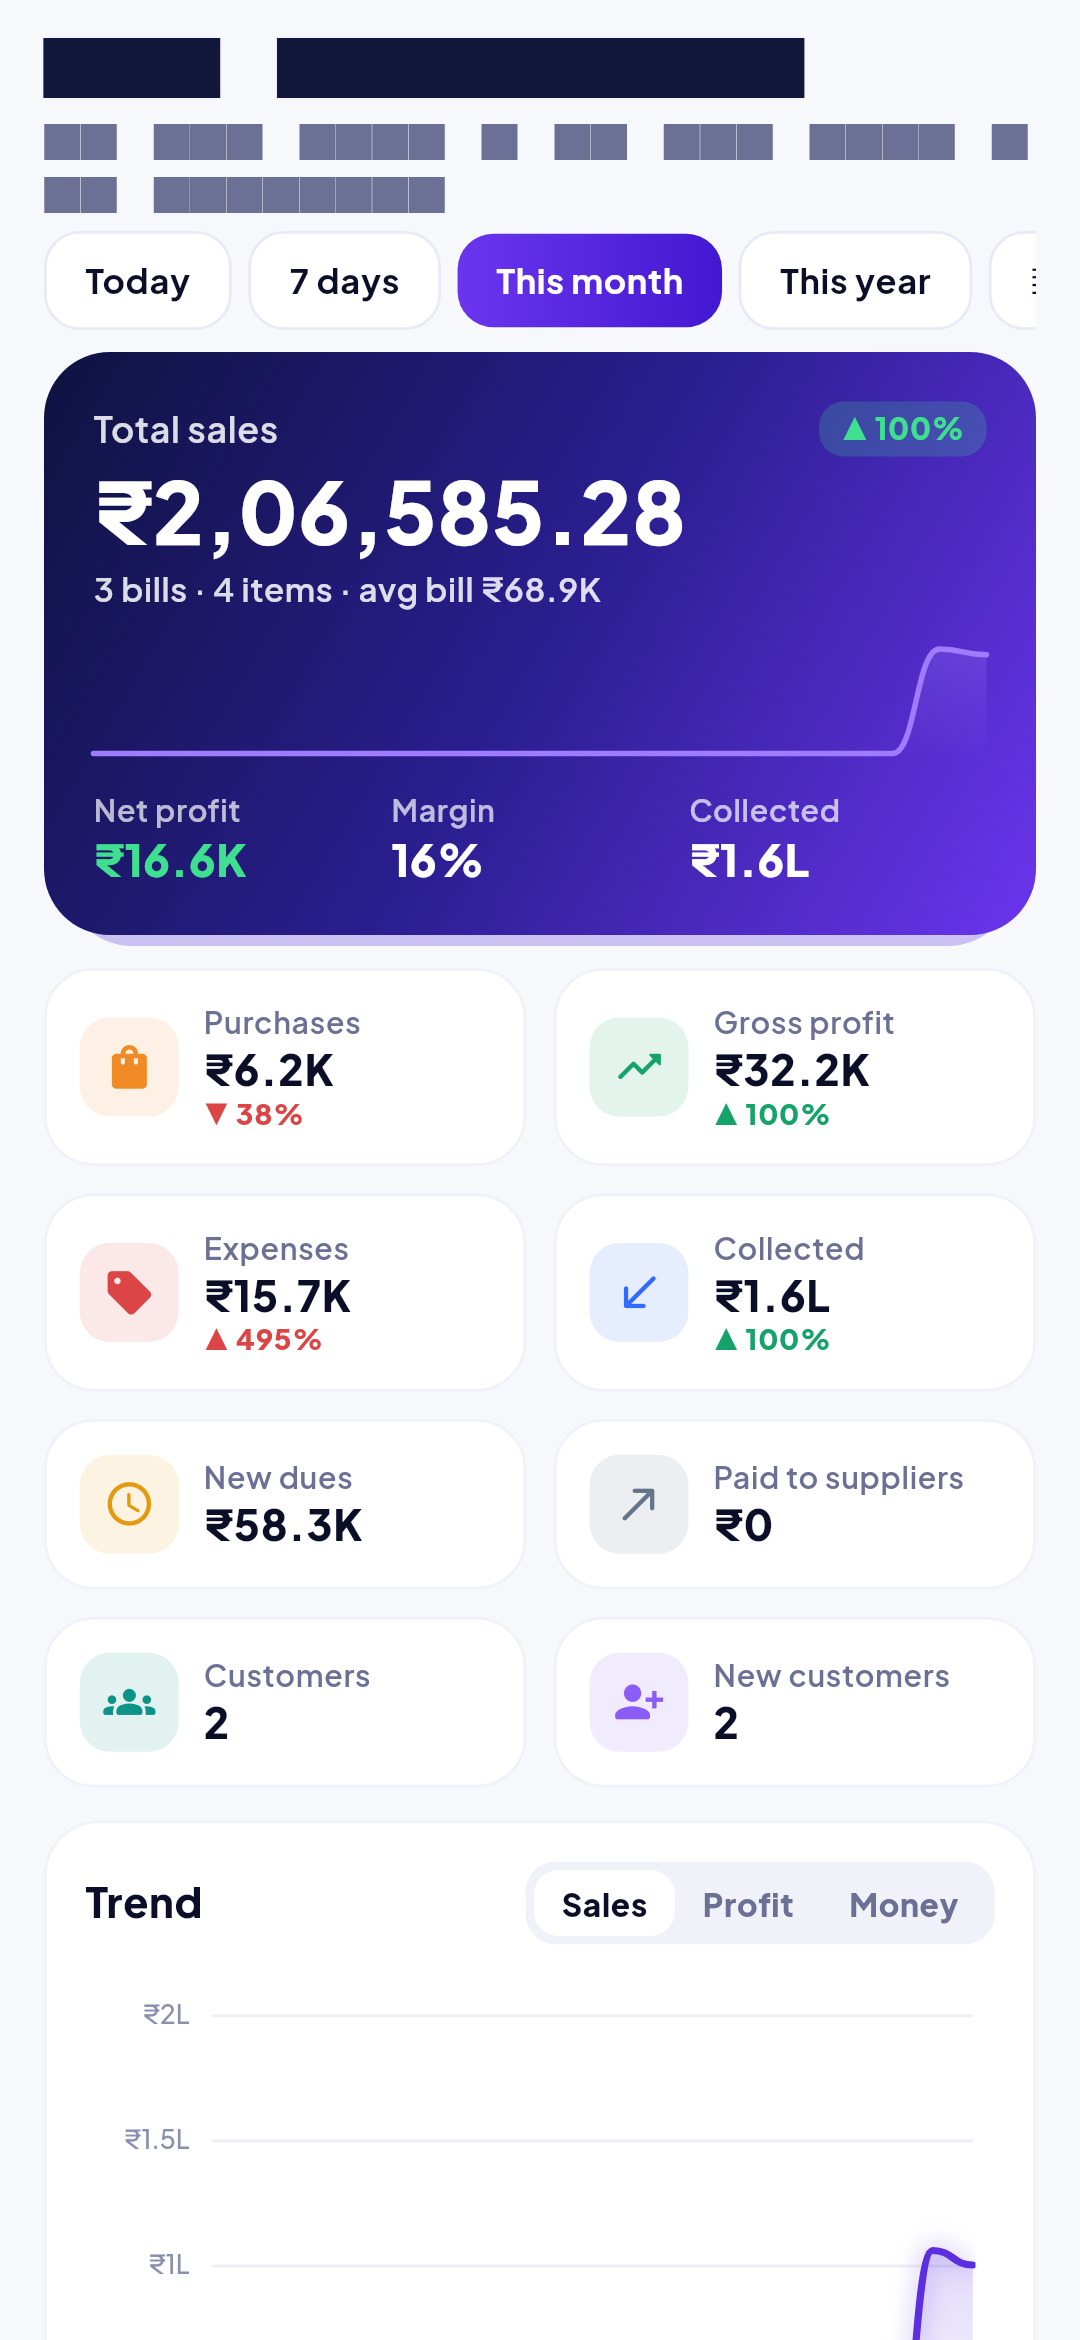 Today
7 days
This month
This year
Total sales
▲ 100%
₹2,06,585.28
3 bills · 4 items · avg bill ₹68.9K
Net profit
Margin
Collected
₹16.6K
16%
₹1.6L
Purchases
₹6.2K
▼ 38%
Gross profit
₹32.2K
▲ 100%
Expenses
₹15.7K
▲ 495%
Collected
₹1.6L
▲ 100%
New dues
₹58.3K
Paid to suppliers
₹0
Customers
2
New customers
2
Trend
Sales
Profit
Money
₹2L
₹1.5L
₹1L